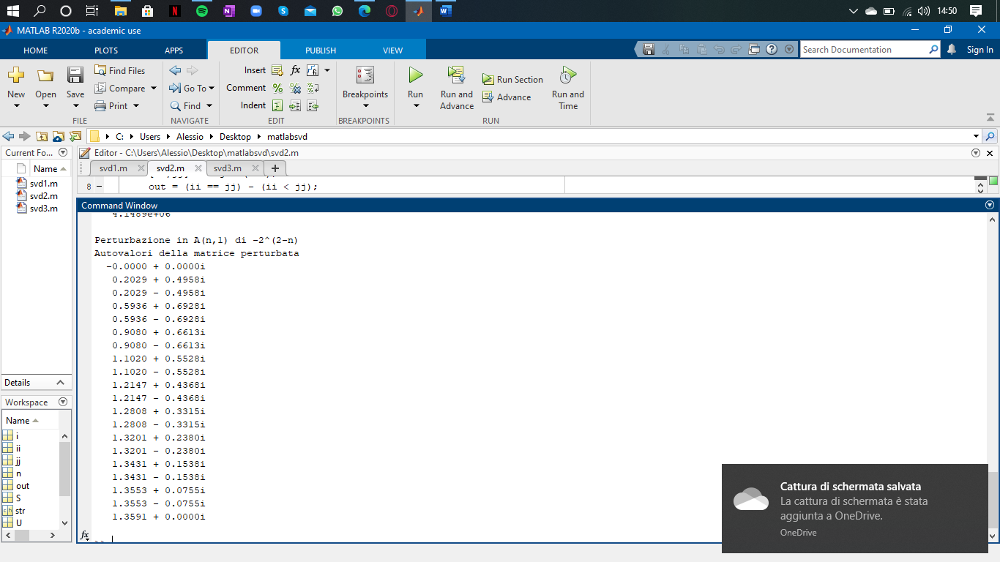 14:50
MATLAB R2020b - academic use
HOME PLOTS APPS EDITOR PUBLISH VIEW Search Documentation Sign In
New Open Save Find Files Compare Print Go To Find Insert fx Comment Indent Breakpoints Run Run and Advance Run Section Advance Run and Time
FILE NAVIGATE EDIT BREAKPOINTS RUN
C: Users Alessio Desktop matlabsvd
Current Fo...
Name
svd1.m
svd2.m
svd3.m
Details
Workspace
Name
i
ii
jj
n
out
S
str
U
Editor - C:\Users\Alessio\Desktop\matlabsvd\svd2.m
svd1.m svd2.m svd3.m
8 - out = (ii == jj) - (ii < jj);
Command Window
4.1489e+06
Perturbazione in A(n,1) di -2^(2-n)
Autovalori della matrice perturbata
-0.0000 + 0.0000i
0.2029 + 0.4958i
0.2029 - 0.4958i
0.5936 + 0.6928i
0.5936 - 0.6928i
0.9080 + 0.6613i
0.9080 - 0.6613i
1.1020 + 0.5528i
1.1020 - 0.5528i
1.2147 + 0.4368i
1.2147 - 0.4368i
1.2808 + 0.3315i
1.2808 - 0.3315i
1.3201 + 0.2380i
1.3201 - 0.2380i
1.3431 + 0.1538i
1.3431 - 0.1538i
1.3553 + 0.0755i
1.3553 - 0.0755i
1.3591 + 0.0000i
fx >>
Cattura di schermata salvata
La cattura di schermata è stata
aggiunta a OneDrive.
OneDrive